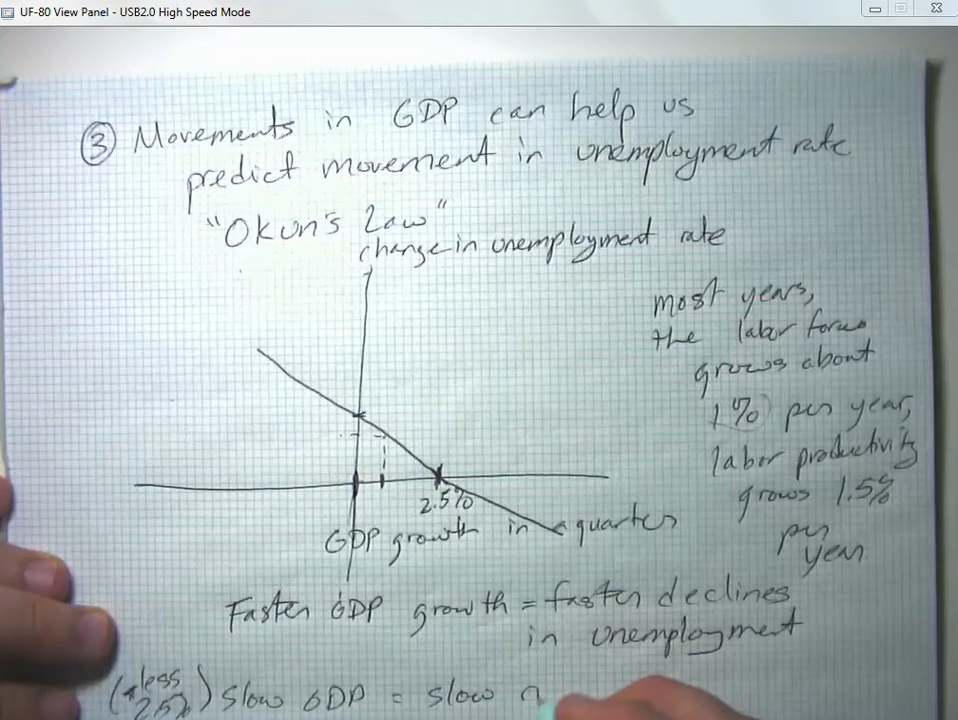 UF-80 View Panel - USB2.0 High Speed Mode
③ Movements in GDP can help us
predict movement in unemployment rate
"Okun's Law"
change in unemployment rate
most years,
the labor force
grows about
1% per year,
labor productivity
grows 1.5%
per
year
2.5%
GDP growth in a quarter
Faster GDP growth = faster declines
in unemployment
(less
2.5%) slow GDP = slow